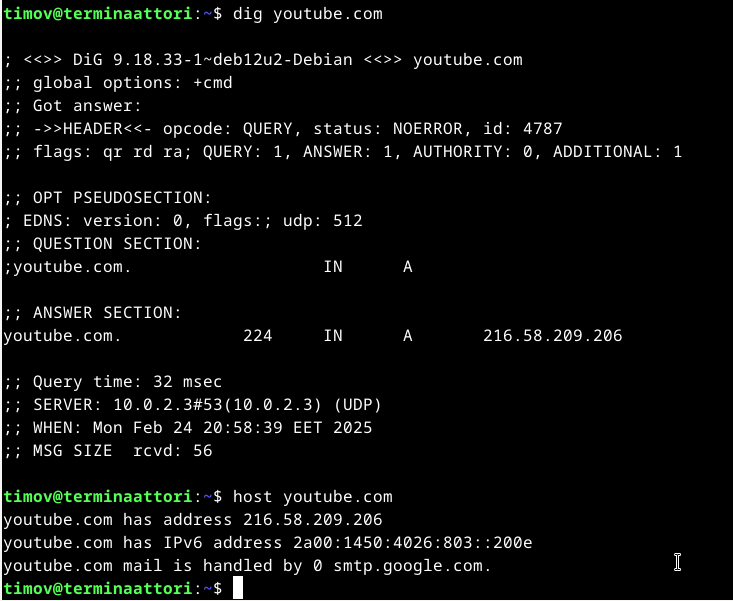 timov@terminaattori:~$ dig youtube.com

; <<>> DiG 9.18.33-1~deb12u2-Debian <<>> youtube.com
;; global options: +cmd
;; Got answer:
;; ->>HEADER<<- opcode: QUERY, status: NOERROR, id: 4787
;; flags: qr rd ra; QUERY: 1, ANSWER: 1, AUTHORITY: 0, ADDITIONAL: 1

;; OPT PSEUDOSECTION:
; EDNS: version: 0, flags:; udp: 512
;; QUESTION SECTION:
;youtube.com.                   IN      A

;; ANSWER SECTION:
youtube.com.            224     IN      A       216.58.209.206

;; Query time: 32 msec
;; SERVER: 10.0.2.3#53(10.0.2.3) (UDP)
;; WHEN: Mon Feb 24 20:58:39 EET 2025
;; MSG SIZE  rcvd: 56

timov@terminaattori:~$ host youtube.com
youtube.com has address 216.58.209.206
youtube.com has IPv6 address 2a00:1450:4026:803::200e
youtube.com mail is handled by 0 smtp.google.com.
timov@terminaattori:~$